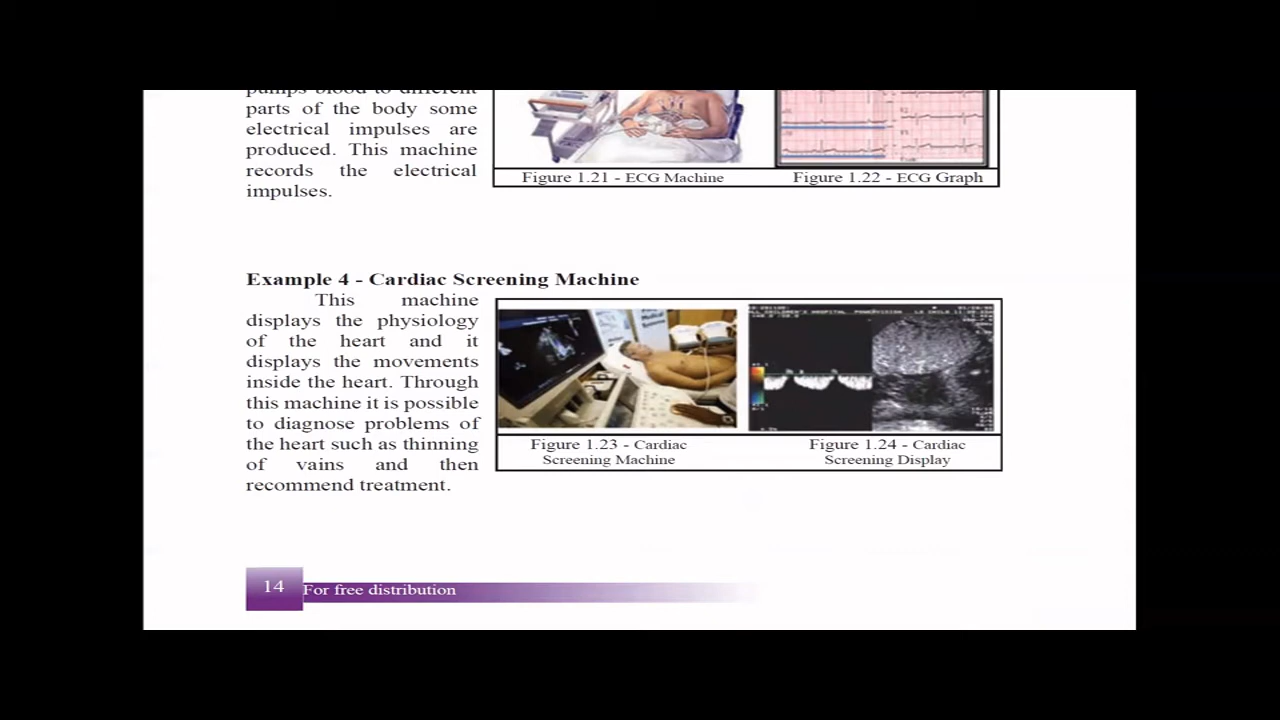 pumps blood to different
parts of the body some
electrical impulses are
produced. This machine
records the electrical
impulses.
Figure 1.21 - ECG Machine
Figure 1.22 - ECG Graph
Example 4 - Cardiac Screening Machine
This machine
displays the physiology
of the heart and it
displays the movements
inside the heart. Through
this machine it is possible
to diagnose problems of
the heart such as thinning
of vains and then
recommend treatment.
ALL CHILDREN'S HOSPITAL
Figure 1.23 - Cardiac
Screening Machine
Figure 1.24 - Cardiac
Screening Display
14
For free distribution